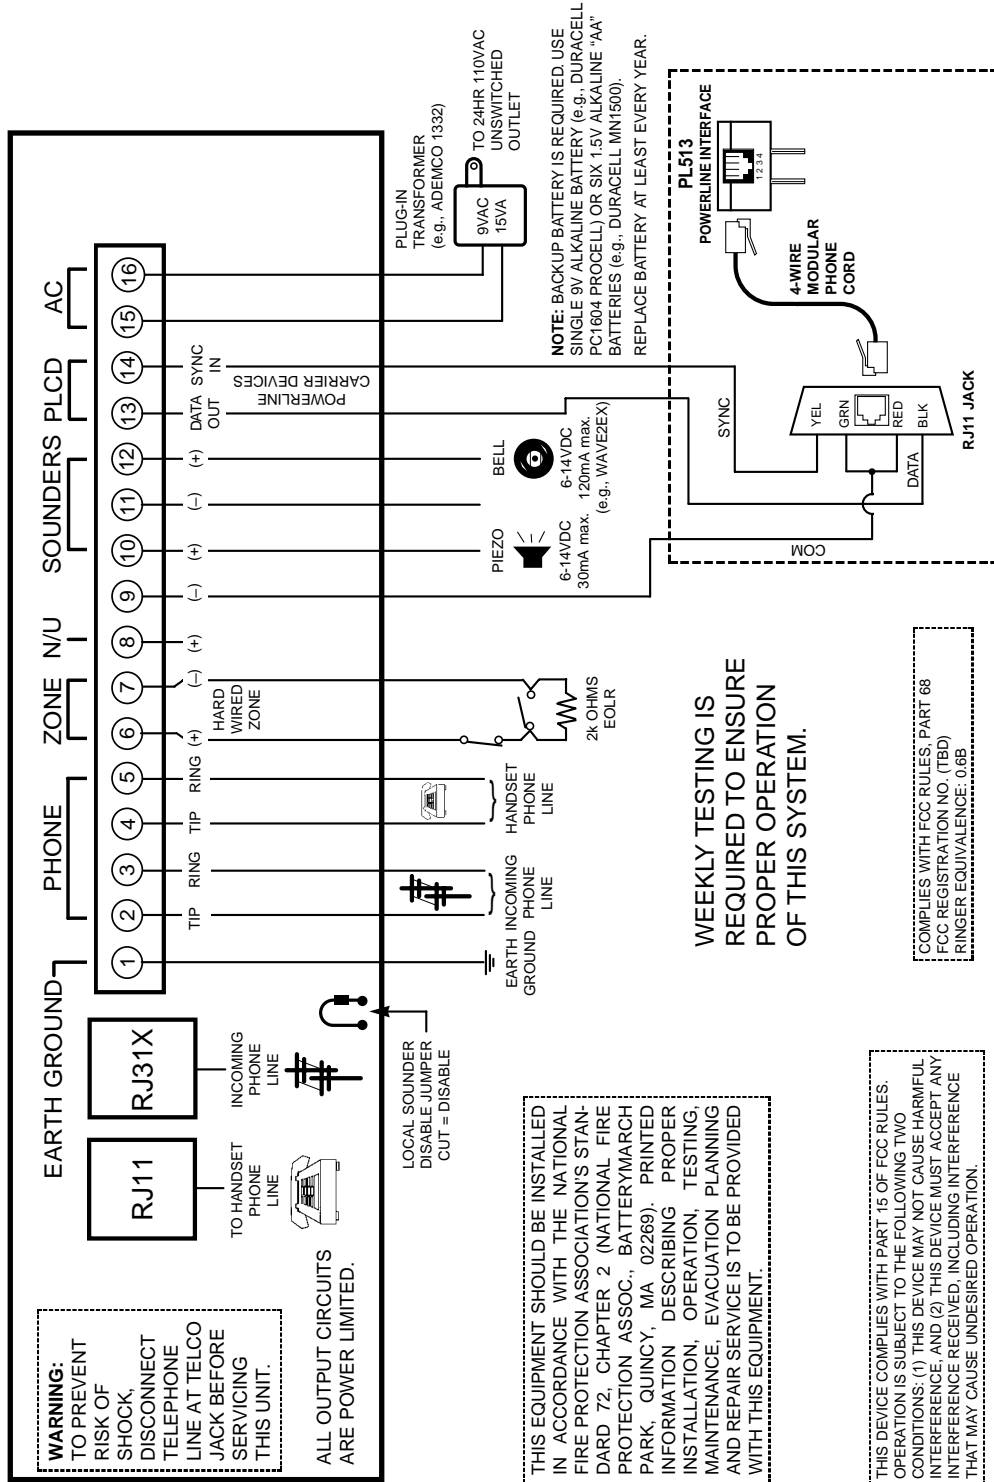 WARNING:
TO PREVENT
RISK OF
SHOCK,
DISCONNECT
TELEPHONE
LINE AT TELCO
JACK BEFORE
SERVICING
THIS UNIT.
ALL OUTPUT CIRCUITS
ARE POWER LIMITED.
RJ11
TO HANDSET
PHONE
LINE
RJ31X
INCOMING
PHONE
LINE
LOCAL SOUNDER
DISABLE JUMPER
CUT = DISABLE
EARTH GROUND
PHONE
ZONE
N/U
SOUNDERS
PLCD
AC
1 2 3 4 5 6 7 8 9 10 11 12 13 14 15 16
TIP RING TIP RING (+) (–) (+) (–) (+) (–) (+)
HARD
WIRED
ZONE
DATA
OUT
SYNC
IN
POWERLINE
CARRIER DEVICES
EARTH
GROUND
INCOMING
PHONE
LINE
HANDSET
PHONE
LINE
2k OHMS
EOLR
PIEZO
6-14VDC
30mA max.
BELL
6-14VDC
120mA max.
(e.g., WAVE2EX)
PLUG-IN
TRANSFORMER
(e.g., ADEMCO 1332)
9VAC
15VA
TO 24HR 110VAC
UNSWITCHED
OUTLET
NOTE: BACKUP BATTERY IS REQUIRED. USE
SINGLE 9V ALKALINE BATTERY (e.g., DURACELL
PC1604 PROCELL) OR SIX 1.5V ALKALINE “AA”
BATTERIES (e.g., DURACELL MN1500).
REPLACE BATTERY AT LEAST EVERY YEAR.
COM
SYNC
DATA
YEL
GRN
RED
BLK
RJ11 JACK
4-WIRE
MODULAR
PHONE
CORD
PL513
POWERLINE INTERFACE
1 2 3 4
THIS EQUIPMENT SHOULD BE INSTALLED
IN ACCORDANCE WITH THE NATIONAL
FIRE PROTECTION ASSOCIATION'S STAN-
DARD 72, CHAPTER 2 (NATIONAL FIRE
PROTECTION ASSOC., BATTERYMARCH
PARK, QUINCY, MA 02269). PRINTED
INFORMATION DESCRIBING PROPER
INSTALLATION, OPERATION, TESTING,
MAINTENANCE, EVACUATION PLANNING
AND REPAIR SERVICE IS TO BE PROVIDED
WITH THIS EQUIPMENT.
WEEKLY TESTING IS
REQUIRED TO ENSURE
PROPER OPERATION
OF THIS SYSTEM.
THIS DEVICE COMPLIES WITH PART 15 OF FCC RULES.
OPERATION IS SUBJECT TO THE FOLLOWING TWO
CONDITIONS: (1) THIS DEVICE MAY NOT CAUSE HARMFUL
INTERFERENCE, AND (2) THIS DEVICE MUST ACCEPT ANY
INTERFERENCE RECEIVED, INCLUDING INTERFERENCE
THAT MAY CAUSE UNDESIRED OPERATION.
COMPLIES WITH FCC RULES, PART 68
FCC REGISTRATION NO. (TBD)
RINGER EQUIVALENCE: 0.6B